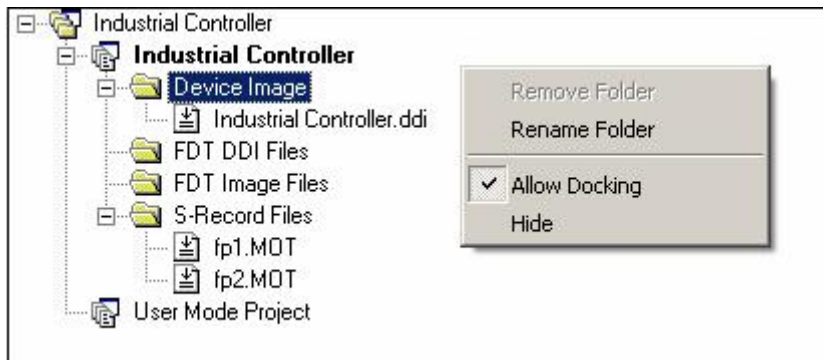 Industrial Controller
Industrial Controller
Device Image
Industrial Controller.ddi
FDT DDI Files
FDT Image Files
S-Record Files
fp1.MOT
fp2.MOT
User Mode Project
Remove Folder
Rename Folder
Allow Docking
Hide